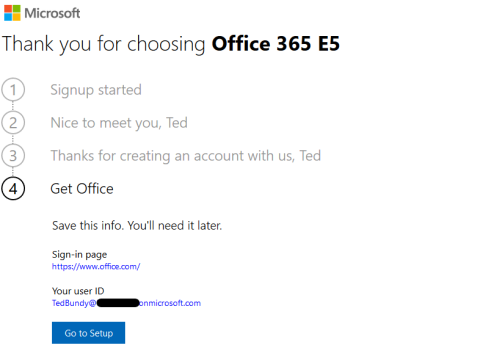 Microsoft
Thank you for choosing Office 365 E5
1 Signup started
2 Nice to meet you, Ted
3 Thanks for creating an account with us, Ted
4 Get Office
Save this info. You'll need it later.
Sign-in page
https://www.office.com/
Your user ID
TedBundy@ onmicrosoft.com
Go to Setup